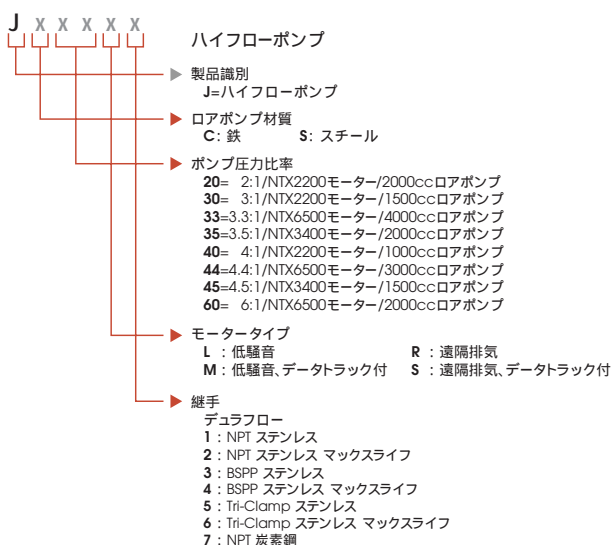 J X X X X X
ハイフローポンプ
製品識別
J=ハイフローポンプ
ロアポンプ材質
C: 鉄 S: スチール
ポンプ圧力比率
20= 2:1/NTX2200モーター/2000ccロアポンプ
30= 3:1/NTX2200モーター/1500ccロアポンプ
33=3.3:1/NTX6500モーター/4000ccロアポンプ
35=3.5:1/NTX3400モーター/2000ccロアポンプ
40= 4:1/NTX2200モーター/1000ccロアポンプ
44=4.4:1/NTX6500モーター/3000ccロアポンプ
45=4.5:1/NTX3400モーター/1500ccロアポンプ
60= 6:1/NTX6500モーター/2000ccロアポンプ
モータータイプ
L : 低騒音 R : 遠隔排気
M : 低騒音、データトラック付 S : 遠隔排気、データトラック付
継手
デュラフロー
1 : NPT ステンレス
2 : NPT ステンレス マックスライフ
3 : BSPP ステンレス
4 : BSPP ステンレス マックスライフ
5 : Tri-Clamp ステンレス
6 : Tri-Clamp ステンレス マックスライフ
7 : NPT 炭素鋼